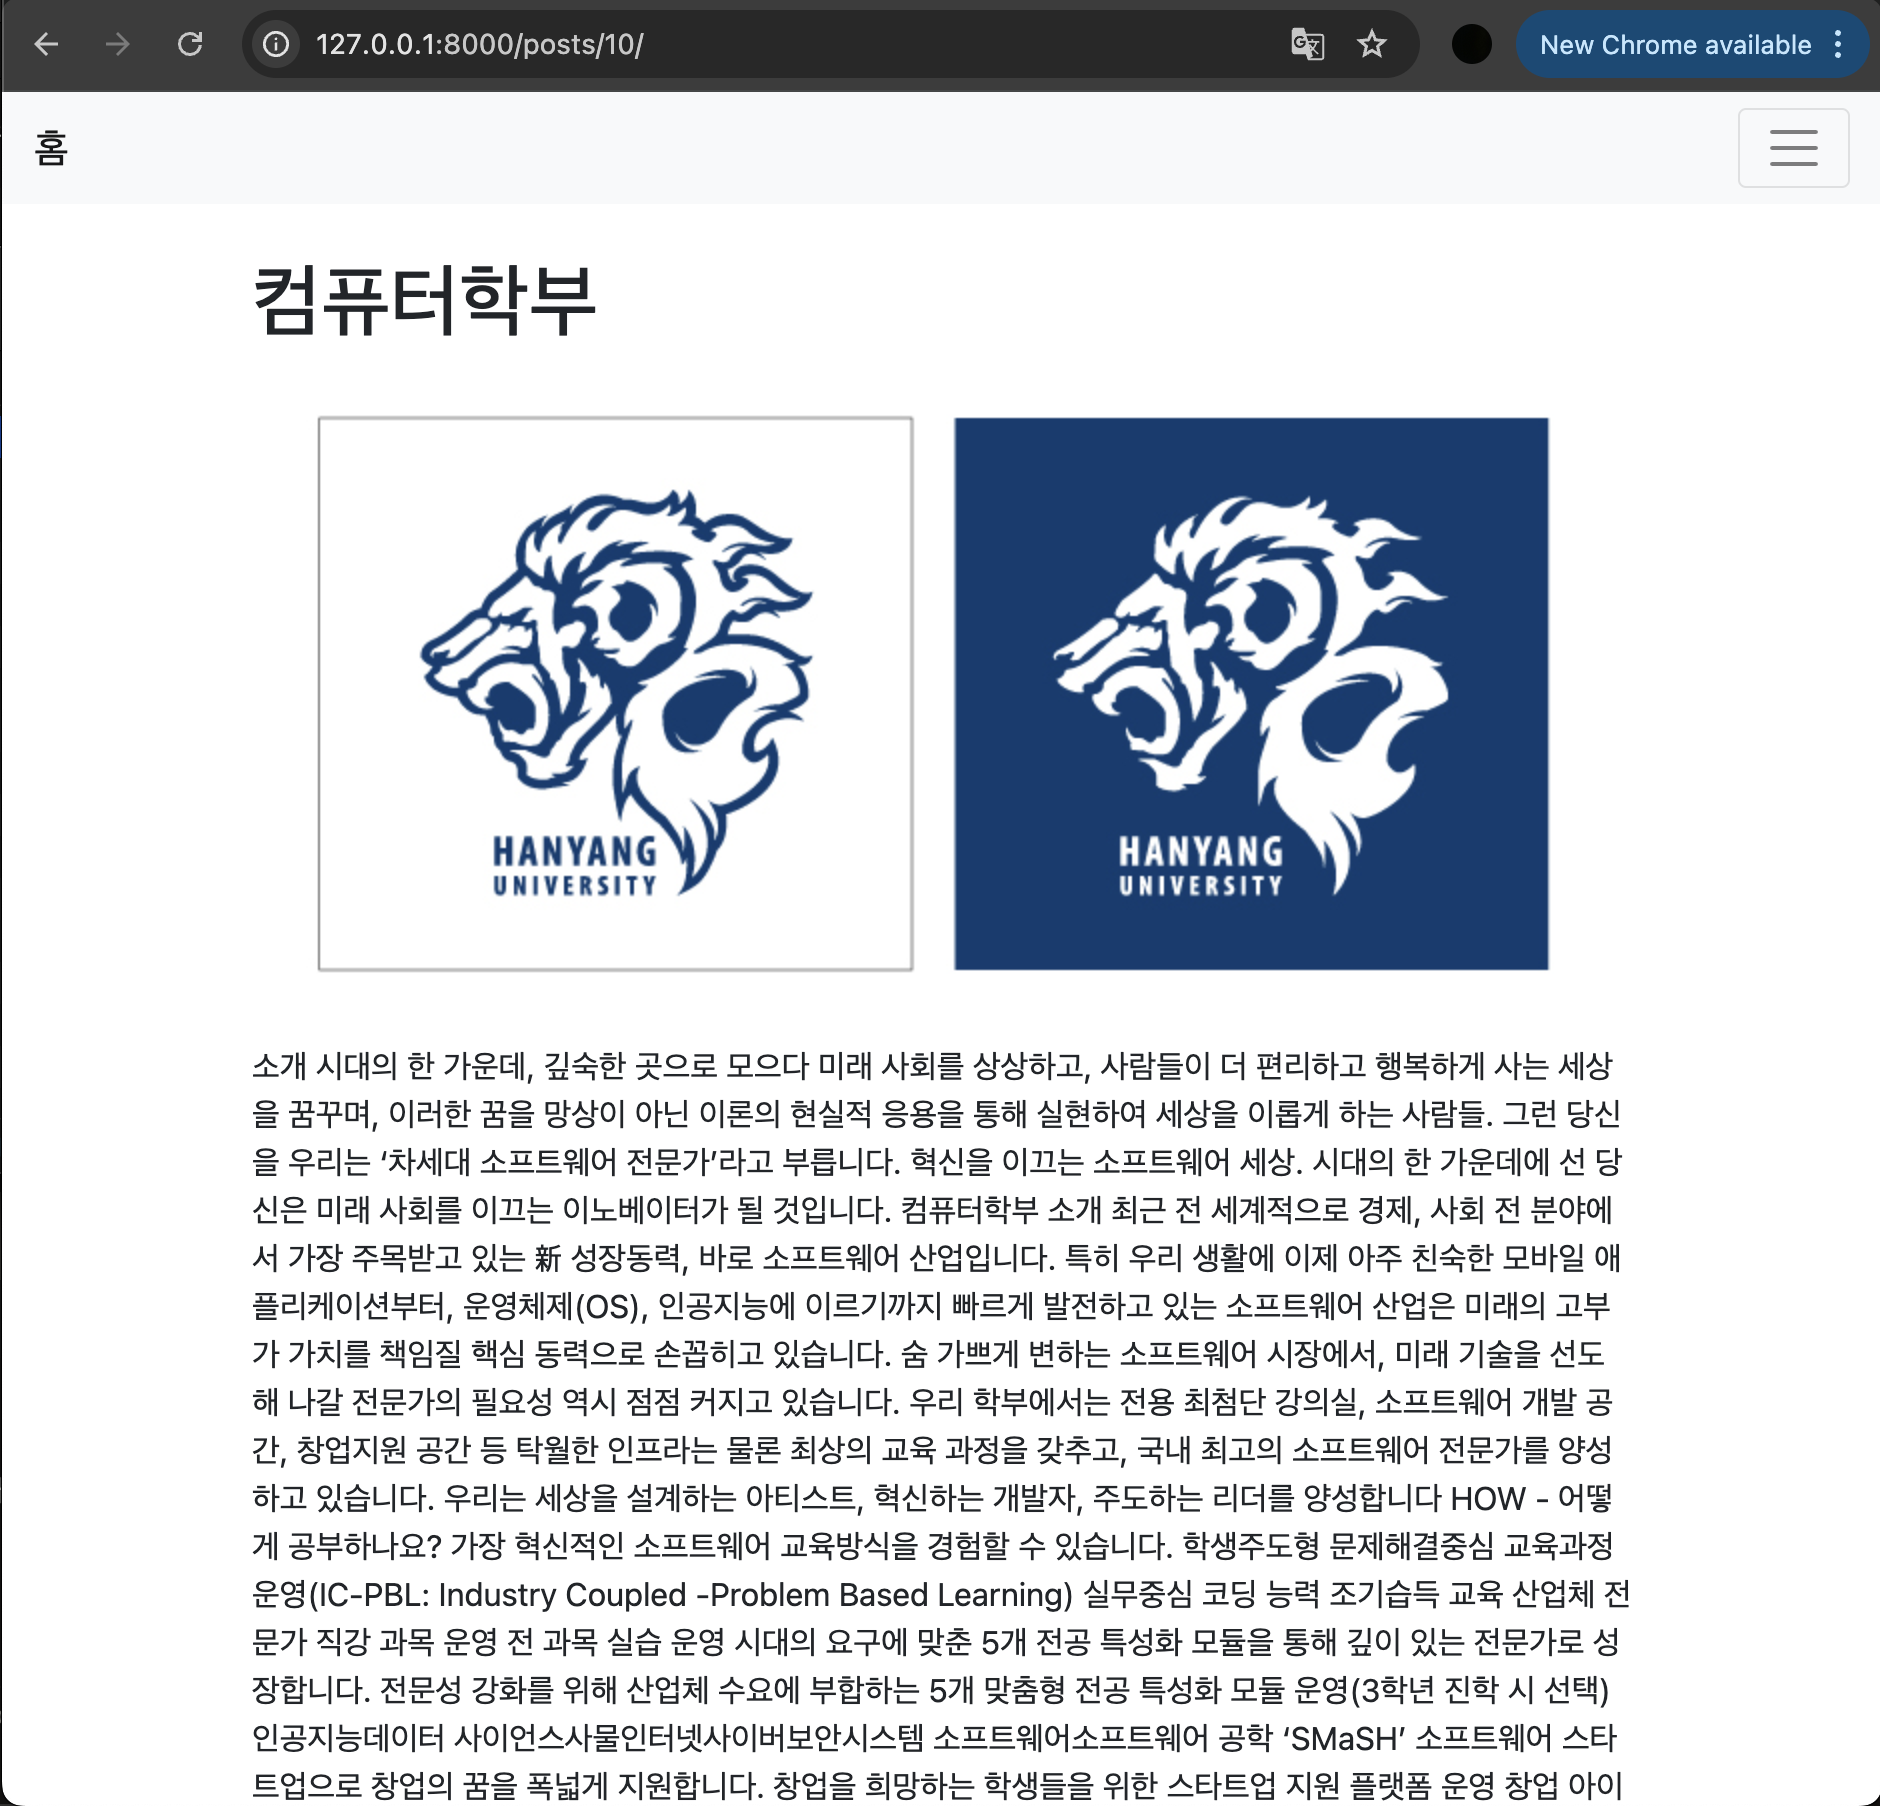 127.0.0.1:8000/posts/10/
New Chrome available
홈
컴퓨터학부
HANYANG
UNIVERSITY
HANYANG
UNIVERSITY
소개 시대의 한 가운데, 깊숙한 곳으로 모으다 미래 사회를 상상하고, 사람들이 더 편리하고 행복하게 사는 세상
을 꿈꾸며, 이러한 꿈을 망상이 아닌 이론의 현실적 응용을 통해 실현하여 세상을 이롭게 하는 사람들. 그런 당신
을 우리는 ‘차세대 소프트웨어 전문가’라고 부릅니다. 혁신을 이끄는 소프트웨어 세상. 시대의 한 가운데에 선 당
신은 미래 사회를 이끄는 이노베이터가 될 것입니다. 컴퓨터학부 소개 최근 전 세계적으로 경제, 사회 전 분야에
서 가장 주목받고 있는 新 성장동력, 바로 소프트웨어 산업입니다. 특히 우리 생활에 이제 아주 친숙한 모바일 애
플리케이션부터, 운영체제(OS), 인공지능에 이르기까지 빠르게 발전하고 있는 소프트웨어 산업은 미래의 고부
가 가치를 책임질 핵심 동력으로 손꼽히고 있습니다. 숨 가쁘게 변하는 소프트웨어 시장에서, 미래 기술을 선도
해 나갈 전문가의 필요성 역시 점점 커지고 있습니다. 우리 학부에서는 전용 최첨단 강의실, 소프트웨어 개발 공
간, 창업지원 공간 등 탁월한 인프라는 물론 최상의 교육 과정을 갖추고, 국내 최고의 소프트웨어 전문가를 양성
하고 있습니다. 우리는 세상을 설계하는 아티스트, 혁신하는 개발자, 주도하는 리더를 양성합니다 HOW - 어떻
게 공부하나요? 가장 혁신적인 소프트웨어 교육방식을 경험할 수 있습니다. 학생주도형 문제해결중심 교육과정
운영(IC-PBL: Industry Coupled -Problem Based Learning) 실무중심 코딩 능력 조기습득 교육 산업체 전
문가 직강 과목 운영 전 과목 실습 운영 시대의 요구에 맞춘 5개 전공 특성화 모듈을 통해 깊이 있는 전문가로 성
장합니다. 전문성 강화를 위해 산업체 수요에 부합하는 5개 맞춤형 전공 특성화 모듈 운영(3학년 진학 시 선택)
인공지능데이터 사이언스사물인터넷사이버보안시스템 소프트웨어소프트웨어 공학 ‘SMaSH’ 소프트웨어 스타
트업으로 창업의 꿈을 폭넓게 지원합니다. 창업을 희망하는 학생들을 위한 스타트업 지원 플랫폼 운영 창업 아이